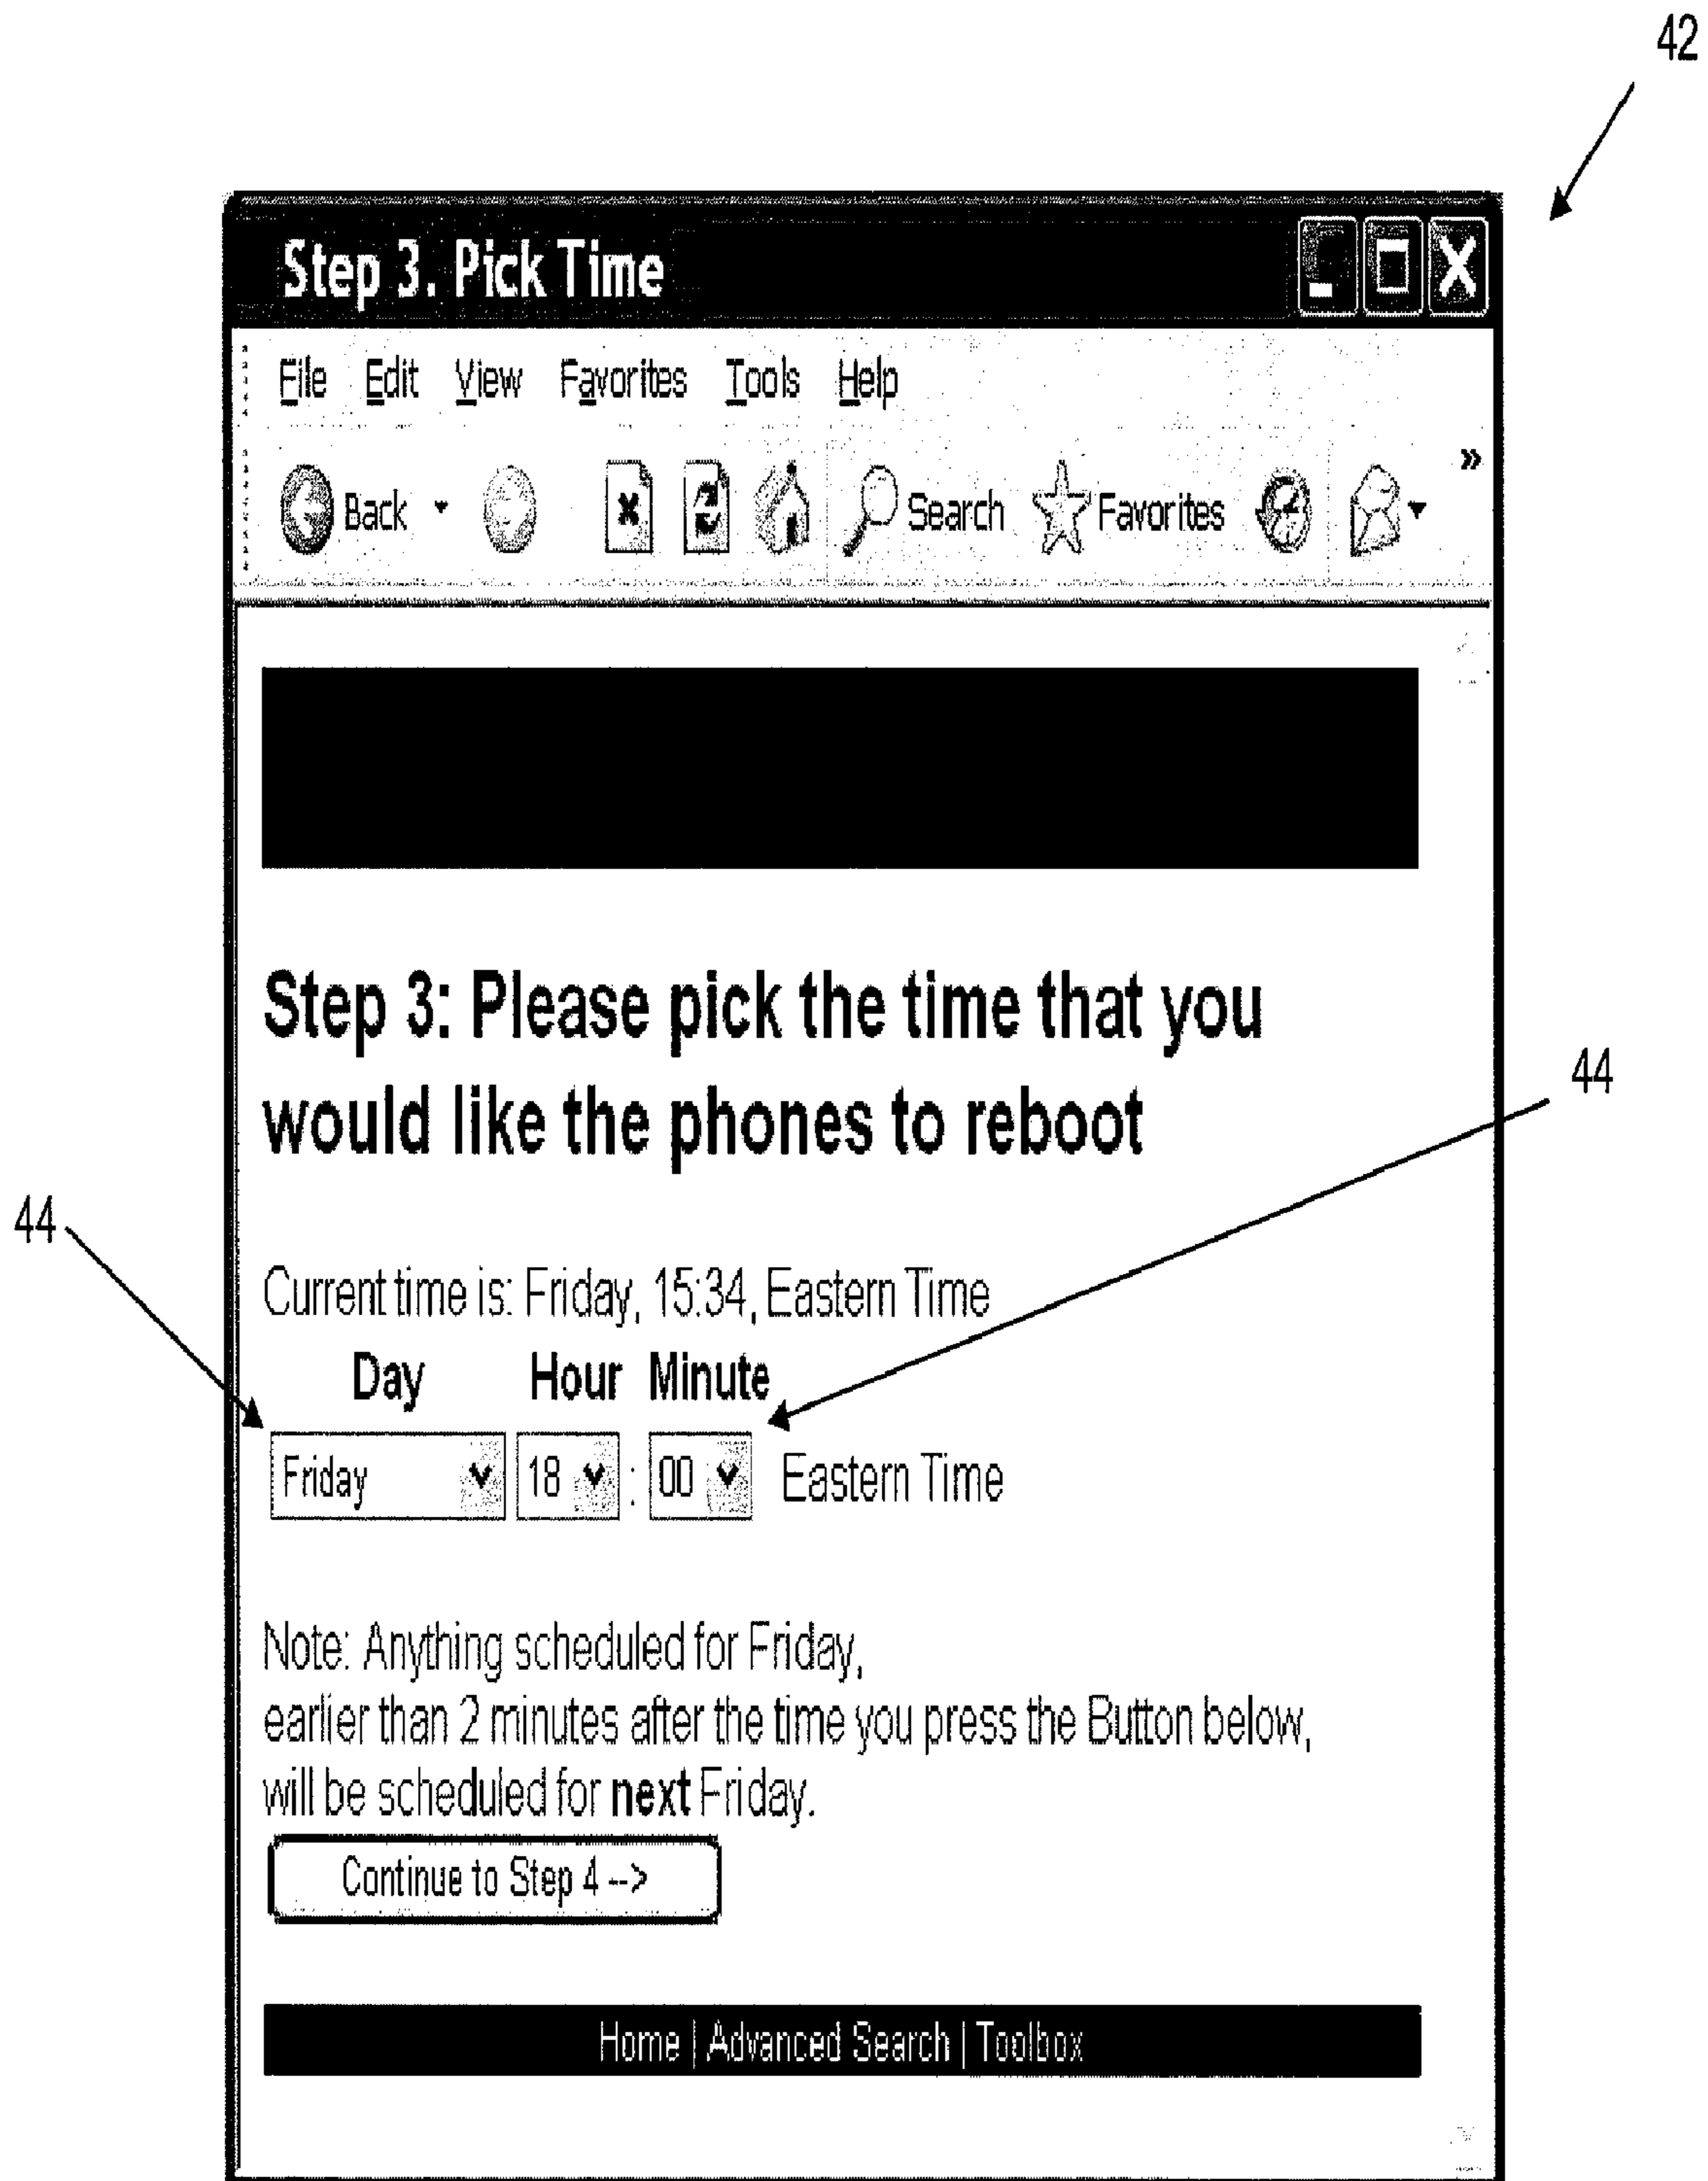 42
Step 3. Pick Time
File Edit View Favorites Tools Help
Back Search Favorites »
Step 3: Please pick the time that you
would like the phones to reboot
44
44
Current time is: Friday, 15:34, Eastern Time
Day Hour Minute
Friday 18 : 00 Eastern Time
Note: Anything scheduled for Friday,
earlier than 2 minutes after the time you press the Button below,
will be scheduled for next Friday.
Continue to Step 4 -->
Home | Advanced Search | Toolbox